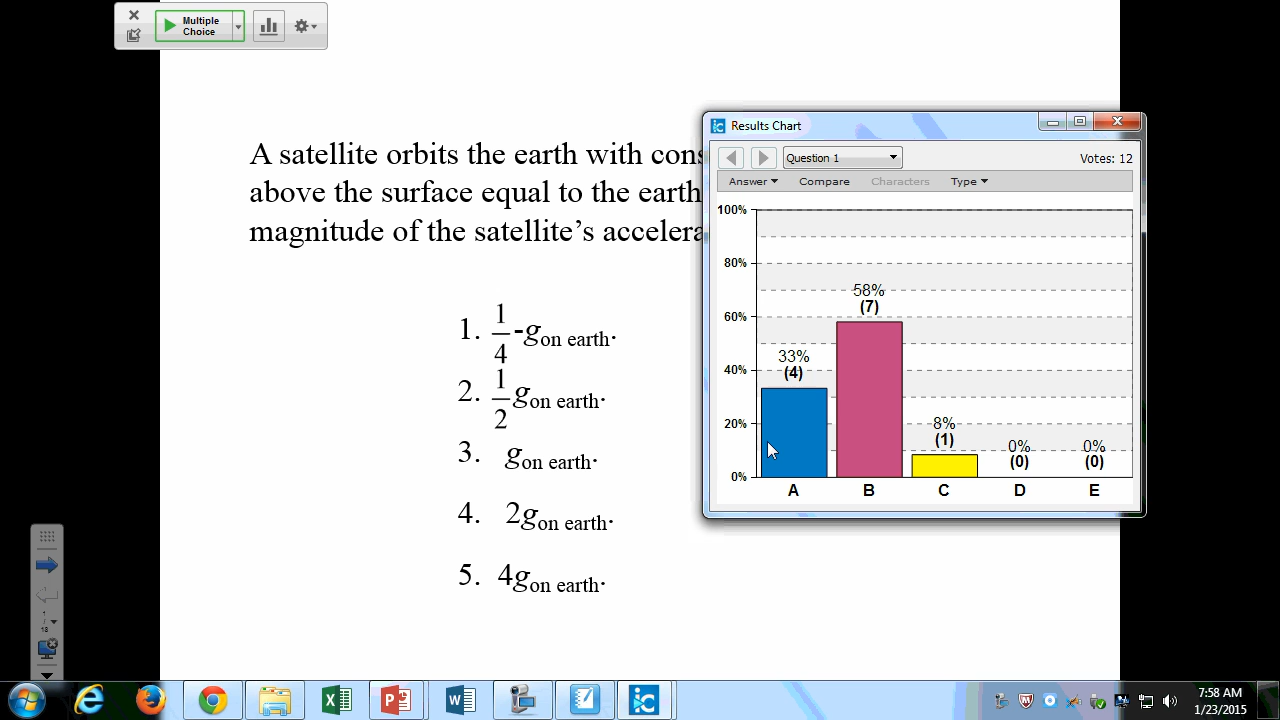 Multiple
Choice
A satellite orbits the earth with cons
above the surface equal to the earth
magnitude of the satellite's accelera
1. 1/4 -g on earth.
2. 1/2 g on earth.
3. g on earth.
4. 2g on earth.
5. 4g on earth.
Results Chart
Question 1
Votes: 12
Answer Compare Characters Type
100%
80%
60%
40%
20%
0%
33%
(4)
58%
(7)
8%
(1)
0%
(0)
0%
(0)
A B C D E
7:58 AM
1/23/2015